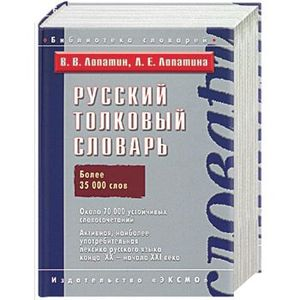 •Библиотека словарей•
В. В. Лопатин, Л. Е. Лопатина
РУССКИЙ
ТОЛКОВЫЙ
СЛОВАРЬ
Более
35 000 слов
Около 70 000 устойчивых
словосочетаний
Активная, наиболее
употребительная
лексика русского языка
конца XX – начала XXI века
Издательство «ЭКСМО»
словари